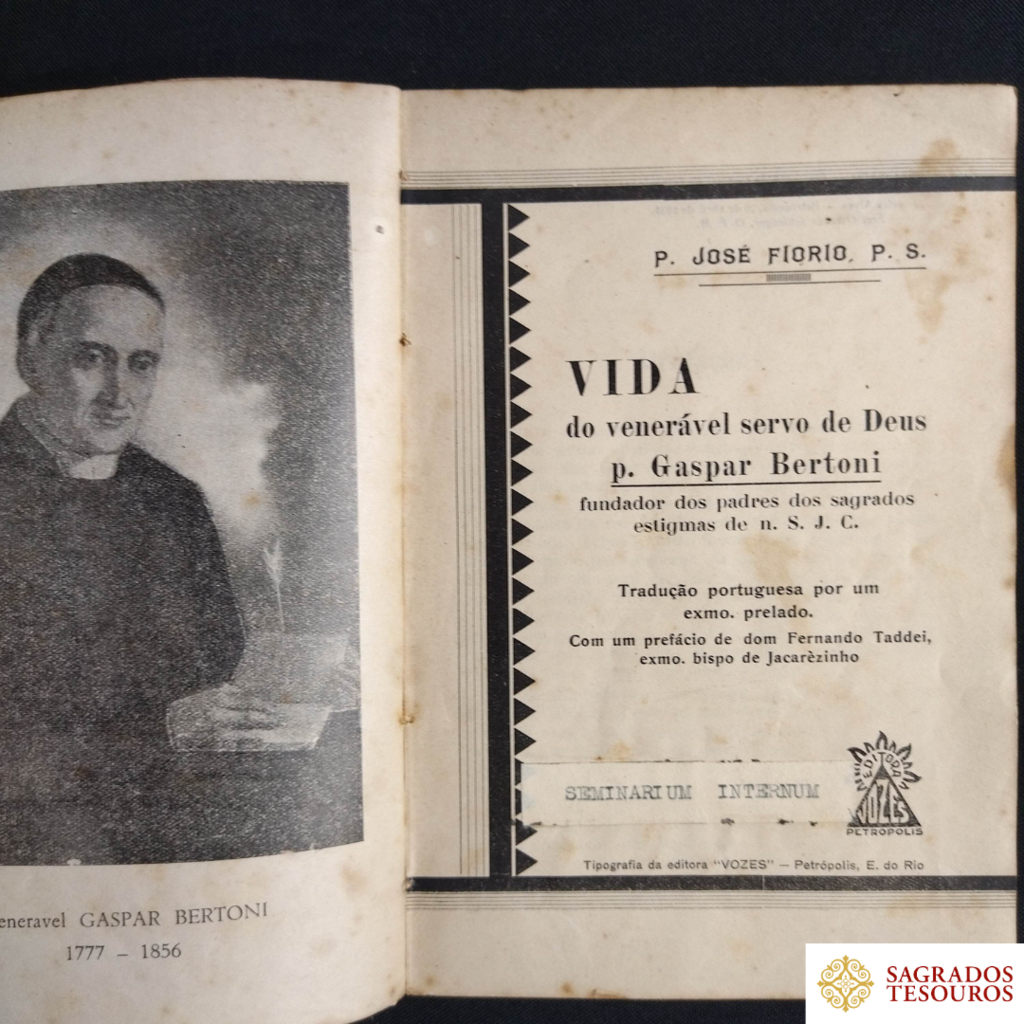 GASPAR BERTONI
1777 – 1856
P. JOSÉ FIORIO, P. S.
VIDA
do venerável servo de Deus
p. Gaspar Bertoni
fundador dos padres dos sagrados
estigmas de n. S. J. C.
Tradução portuguesa por um
exmo. prelado.
Com um prefácio de dom Fernando Taddei,
exmo. bispo de Jacarèzinho
SEMINARIUM INTERNUM
EDITORA
VOZES
PETROPOLIS
Tipografia da editora "VOZES" — Petrópolis, E. do Rio
SAGRADOS
TESOUROS